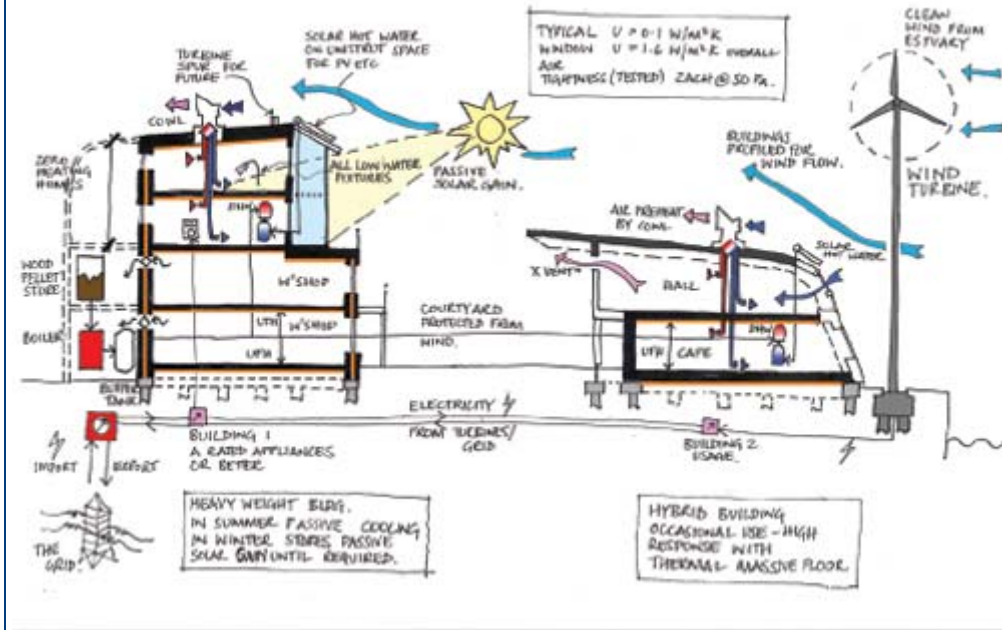 TURBINE
SPUR FOR
FUTURE
SOLAR HOT WATER
ON UNISTRUT SPACE
FOR PV ETC
TYPICAL U > 0.1 W/m²K
WINDOW U = 1.6 W/m²K OVERALL
AIR
TIGHTNESS (TESTED) 2ACH @ 50 Pa.
CLEAN
WIND FROM
ESTUARY
COWL
ZERO
HEATING
HOMES
ALL LOW WATER
FIXTURES
PASSIVE
SOLAR GAIN.
BUILDINGS
PROFILED FOR
WIND FLOW.
WIND
TURBINE.
DHW
AIR PREHEAT
BY COWL
SOLAR
HOT WATER
WOOD
PELLET
STORE
W'SHOP
X VENT
HALL
BOILER
UTH
W'SHOP
UFH
COURTYARD
PROTECTED FROM
WIND.
DHW
UFH
CAFE
BUFFER
TANK
ELECTRICITY
FROM TURBINES/
GRID
BUILDING 1
A RATED APPLIANCES
OR BETER
BUILDING 2
USAGE.
IMPORT
EXPORT
THE
GRID.
HEAVY WEIGHT BLDG.
IN SUMMER PASSIVE COOLING
IN WINTER STORES PASSIVE
SOLAR GAIN UNTIL REQUIRED.
HYBRID BUILDING
OCCASIONAL USE - HIGH
RESPONSE WITH
THERMAL MASSIVE FLOOR